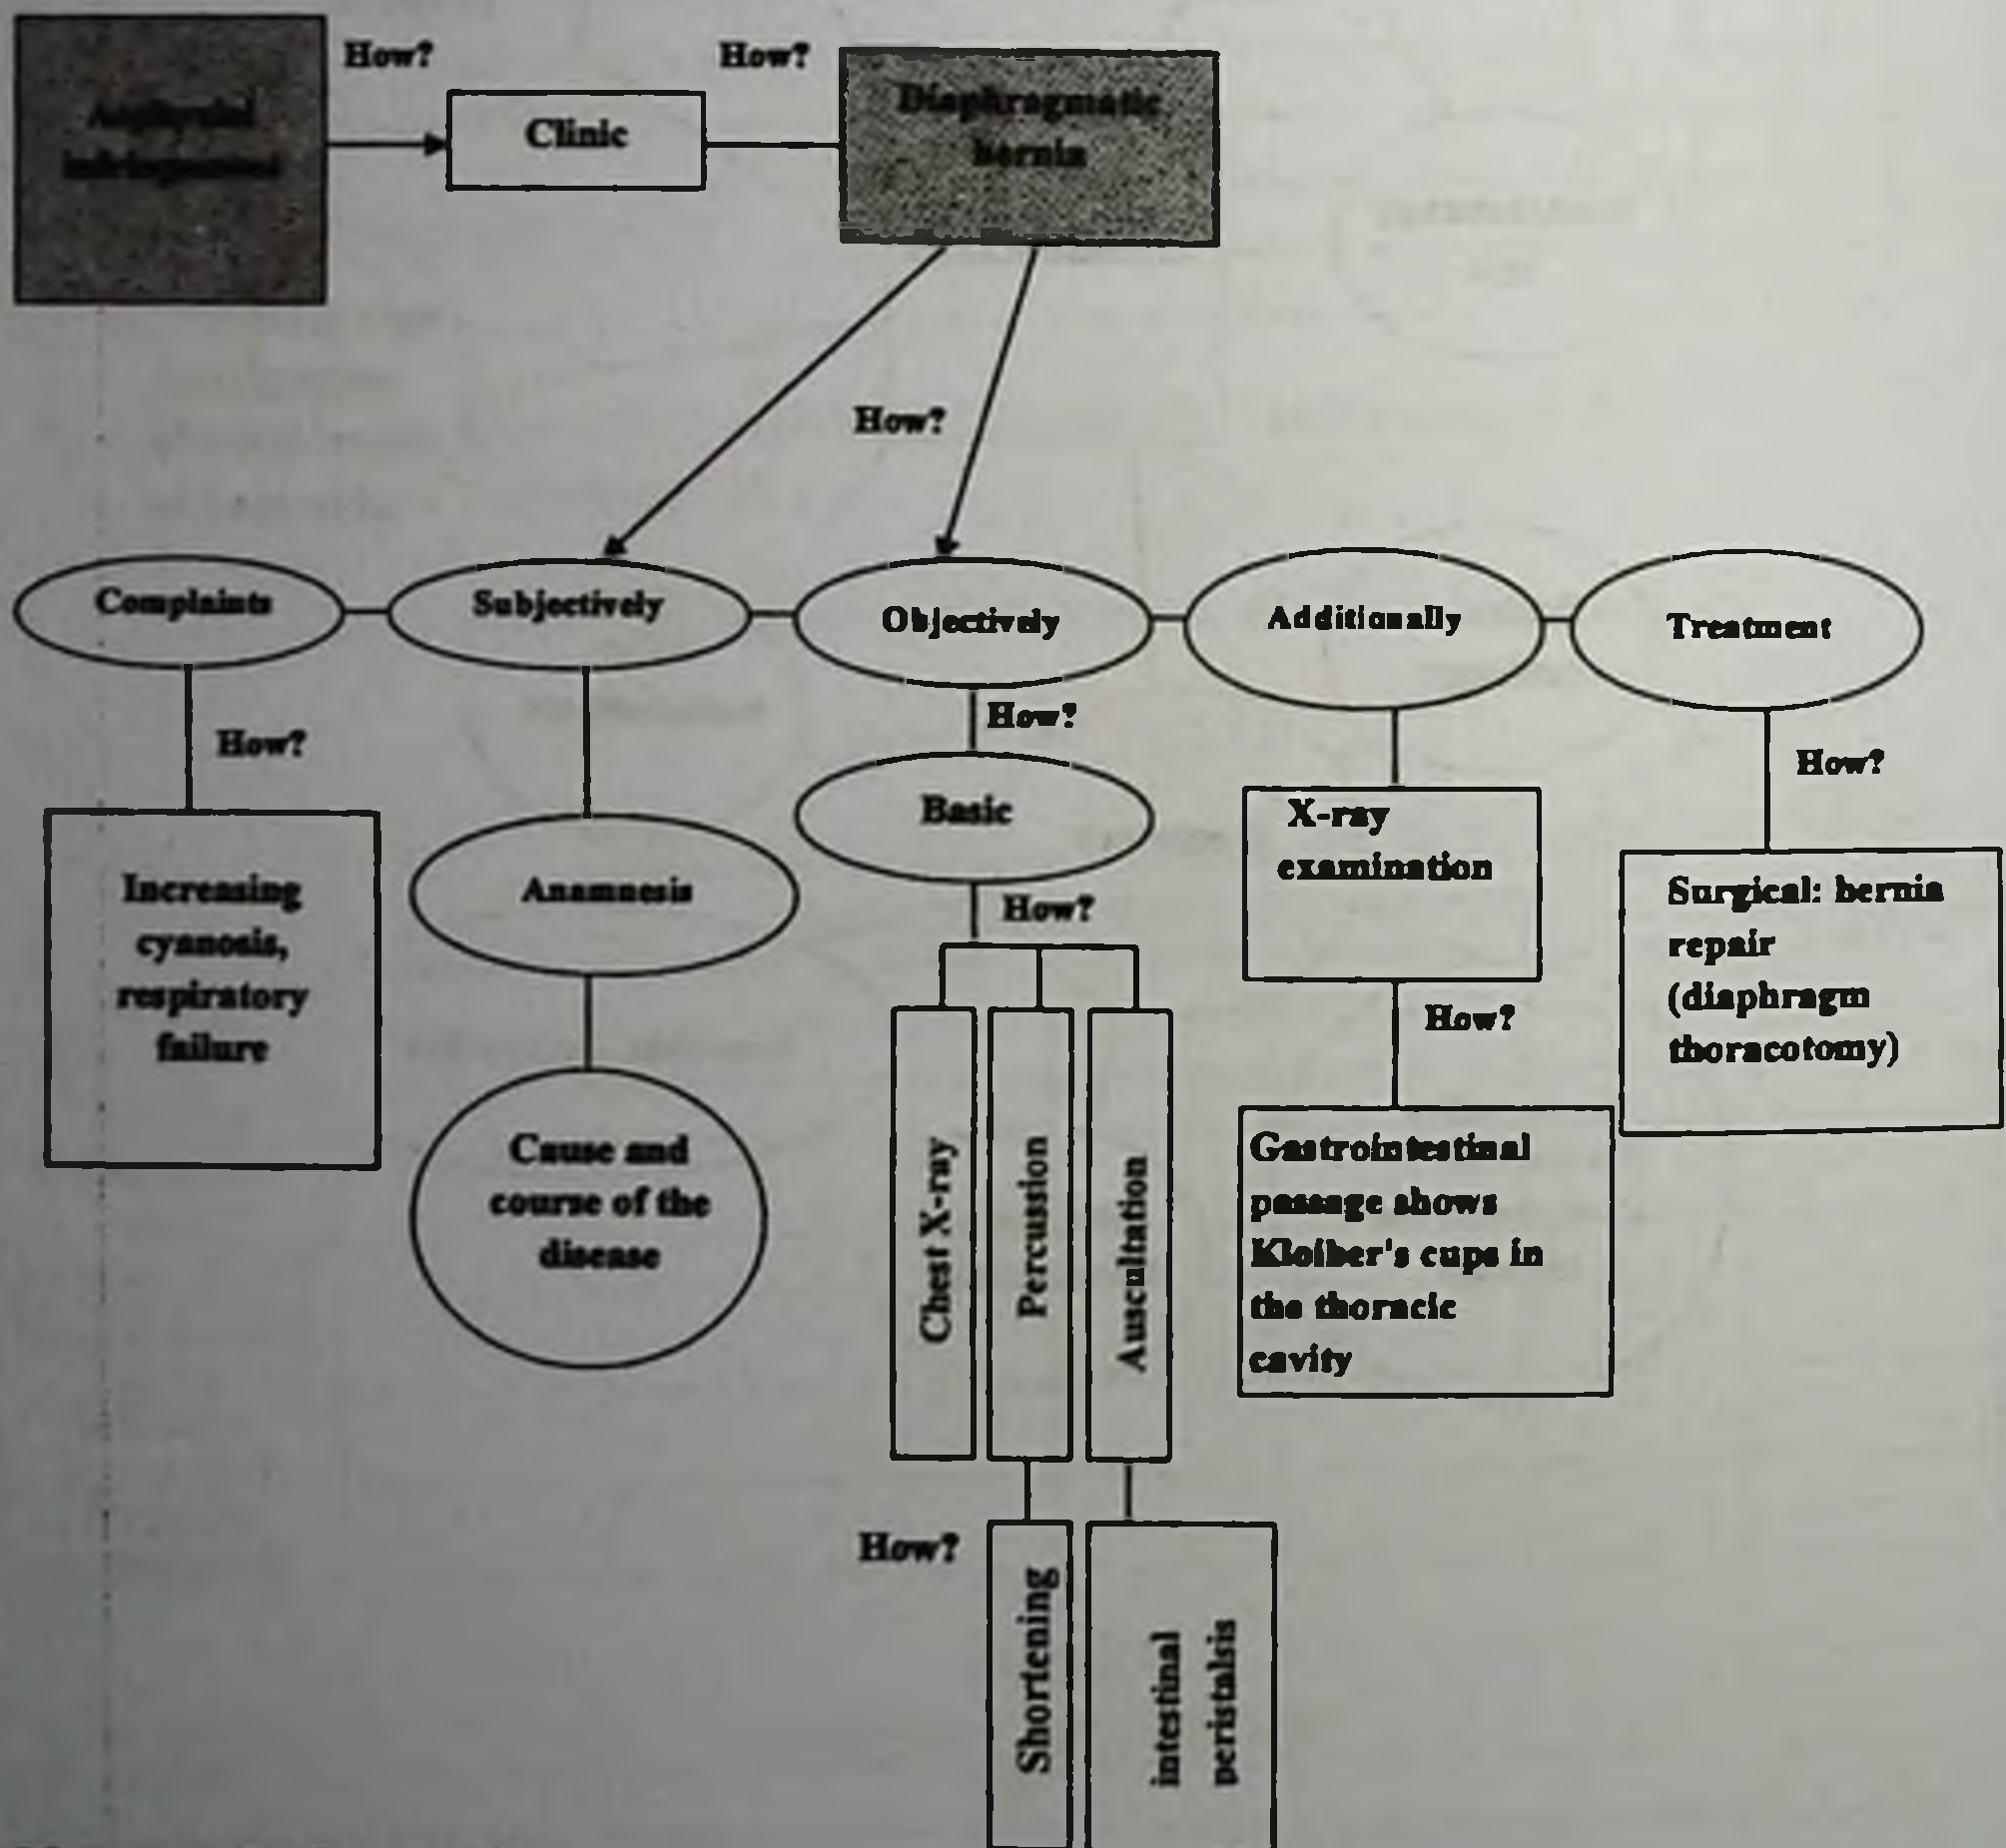 How?
How?
Clinic
Diaphragmatic
hernia
How?
Complaints
Subjectively
Objectively
Additionally
Treatment
How?
How?
How?
Basic
X-ray
examination
Increasing
cyanosis,
respiratory
failure
Anamnesis
How?
Surgical: hernia
repair
(diaphragm
thoracotomy)
How?
Cause and
course of the
disease
Chest X-ray
Percussion
Auscultation
Gastrointestinal
passage shows
Kloiber's cups in
the thoracic
cavity
How?
Shortening
intestinal
peristalsis